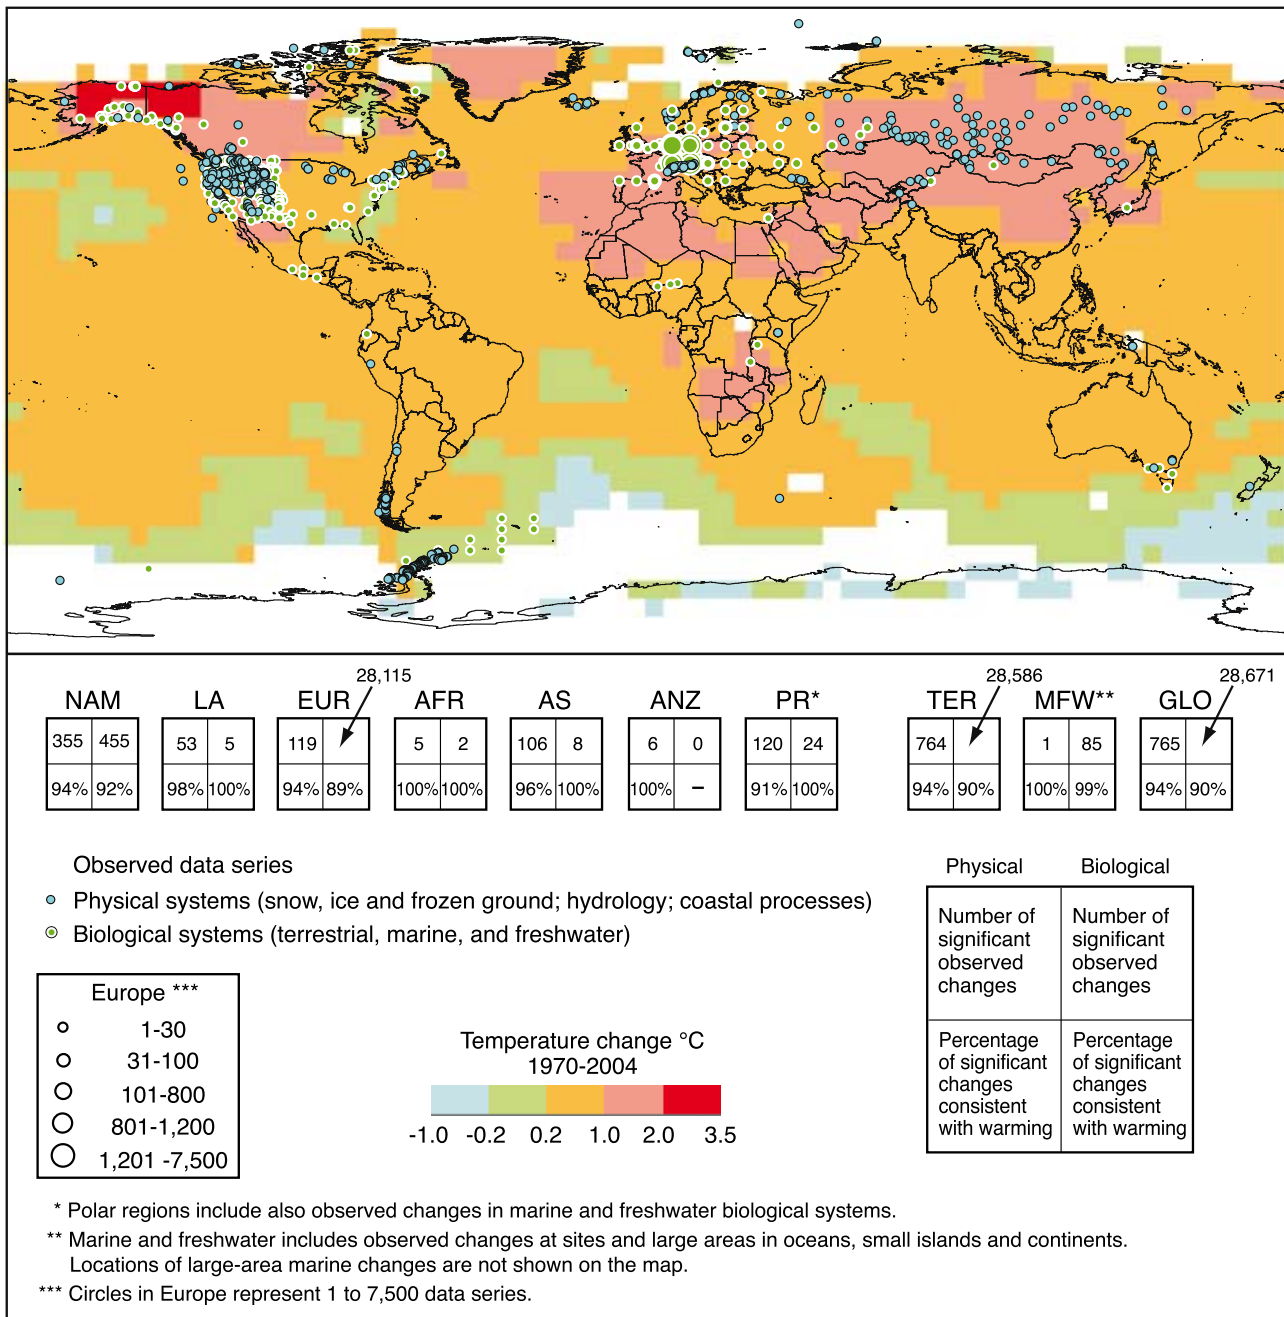 28,115
28,586
28,671
NAM LA EUR AFR AS ANZ PR* TER MFW** GLO
355 455 53 5 119 5 2 106 8 6 0 120 24 764 1 85 765
94% 92% 98% 100% 94% 89% 100% 100% 96% 100% 100% – 91% 100% 94% 90% 100% 99% 94% 90%
Observed data series
Physical systems (snow, ice and frozen ground; hydrology; coastal processes)
Biological systems (terrestrial, marine, and freshwater)
Physical Biological
Number of
significant
observed
changes
Number of
significant
observed
changes
Percentage
of significant
changes
consistent
with warming
Percentage
of significant
changes
consistent
with warming
Europe ***
1-30
31-100
101-800
801-1,200
1,201 -7,500
Temperature change °C
1970-2004
-1.0 -0.2 0.2 1.0 2.0 3.5
* Polar regions include also observed changes in marine and freshwater biological systems.
** Marine and freshwater includes observed changes at sites and large areas in oceans, small islands and continents.
Locations of large-area marine changes are not shown on the map.
*** Circles in Europe represent 1 to 7,500 data series.